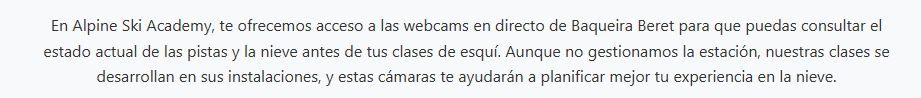 En Alpine Ski Academy, te ofrecemos acceso a las webcams en directo de Baqueira Beret para que puedas consultar el
estado actual de las pistas y la nieve antes de tus clases de esquí. Aunque no gestionamos la estación, nuestras clases se
desarrollan en sus instalaciones, y estas cámaras te ayudarán a planificar mejor tu experiencia en la nieve.